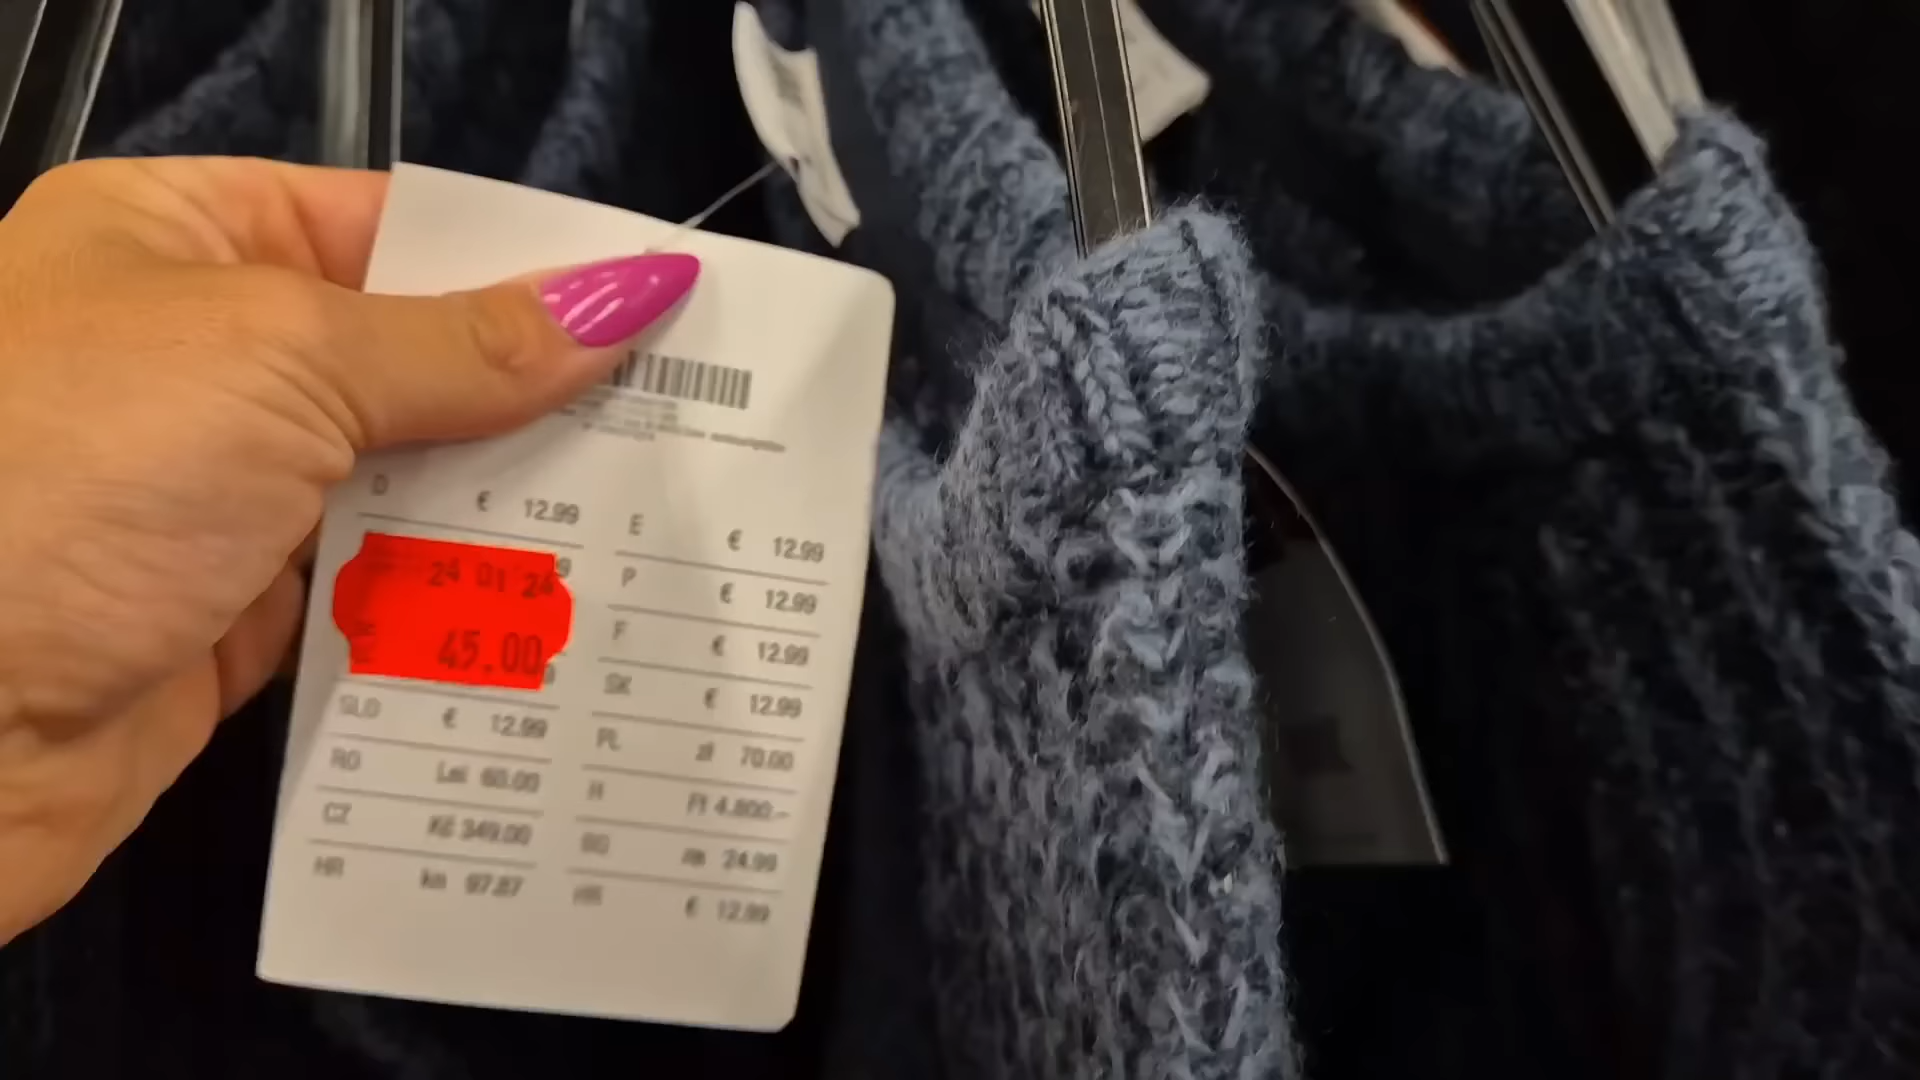 D € 12.99
24 01 24
45.00
SLO € 12.99
RO Lei 60.00
CZ Kč 349.00
HR kn 97.87
E € 12.99
P € 12.99
F € 12.99
SK € 12.99
PL zł 70.00
H Ft 4.800.-
BG лв 24.99
HR € 12.99